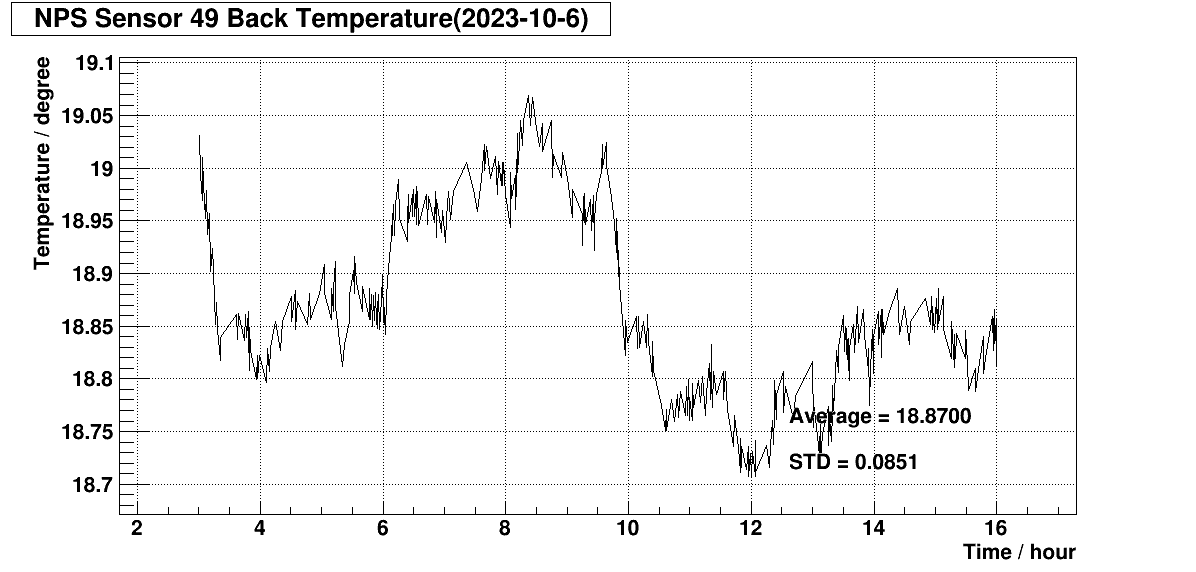 NPS Sensor 49 Back Temperature(2023-10-6)
Temperature / degree
19.1
19.05
19
18.95
18.9
18.85
18.8
18.75
18.7
Average = 18.8700
STD = 0.0851
2 4 6 8 10 12 14 16
Time / hour